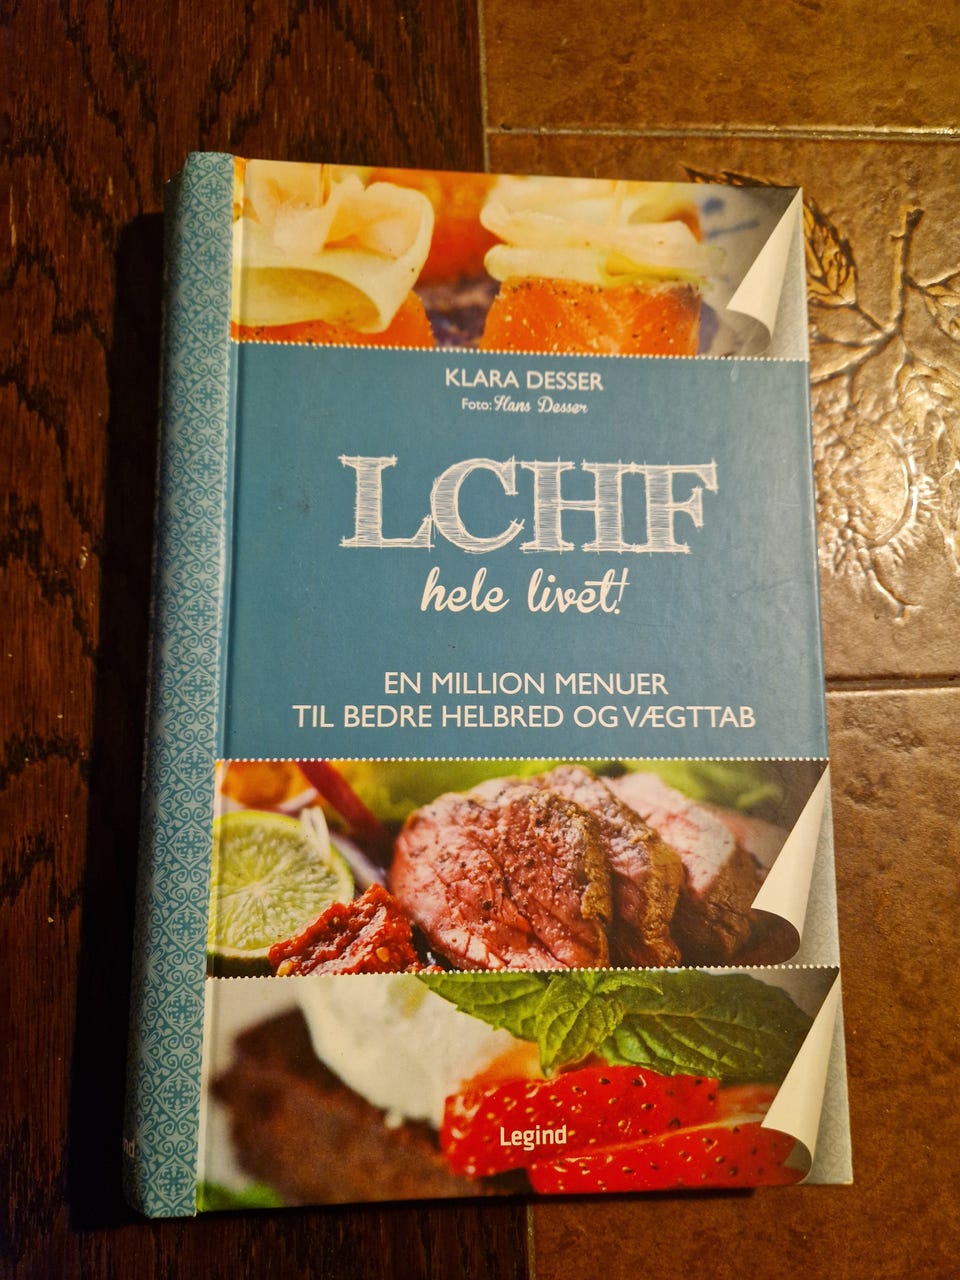 KLARA DESSER
Foto: Hans Desser
LCHF
hele livet!
EN MILLION MENUER
TIL BEDRE HELBRED OG VÆGTTAB
Legind